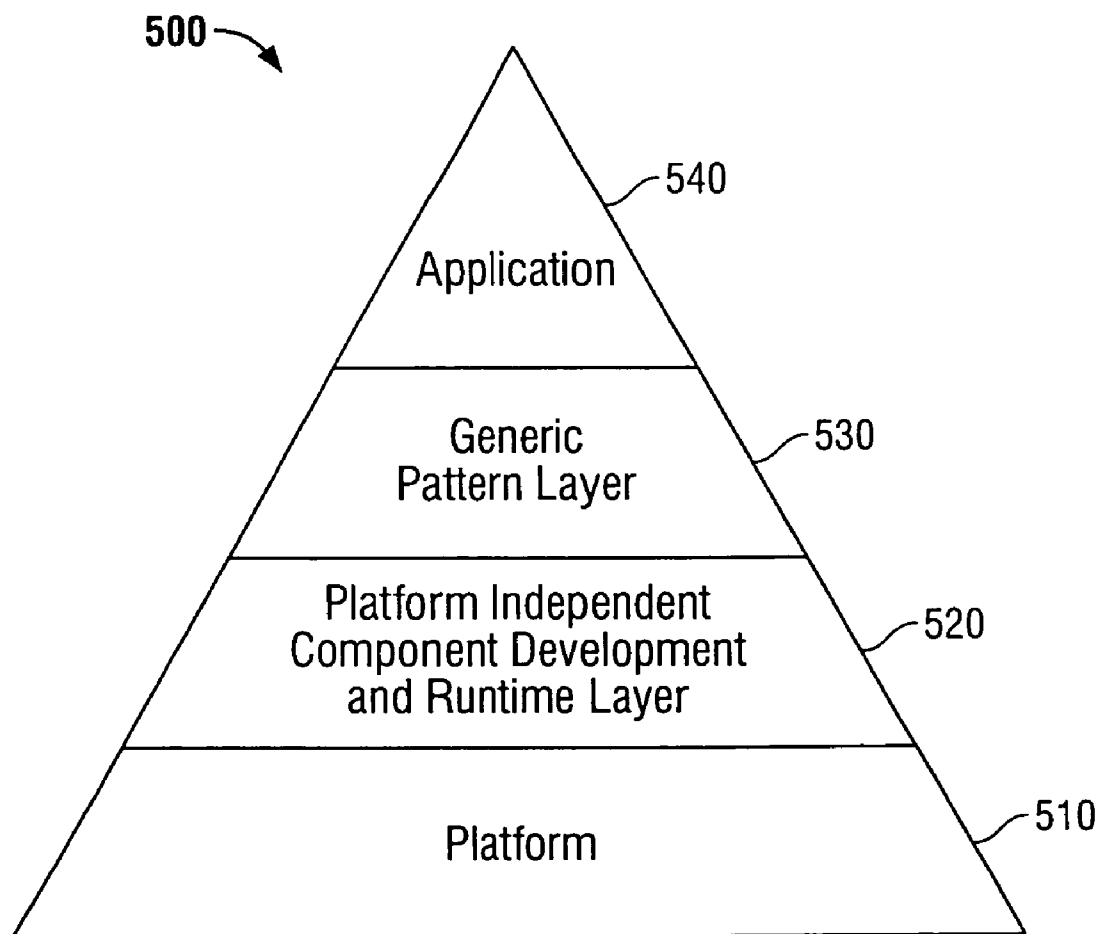 500
540
Application
Generic
Pattern Layer
530
Platform Independent
Component Development
and Runtime Layer
520
Platform
510